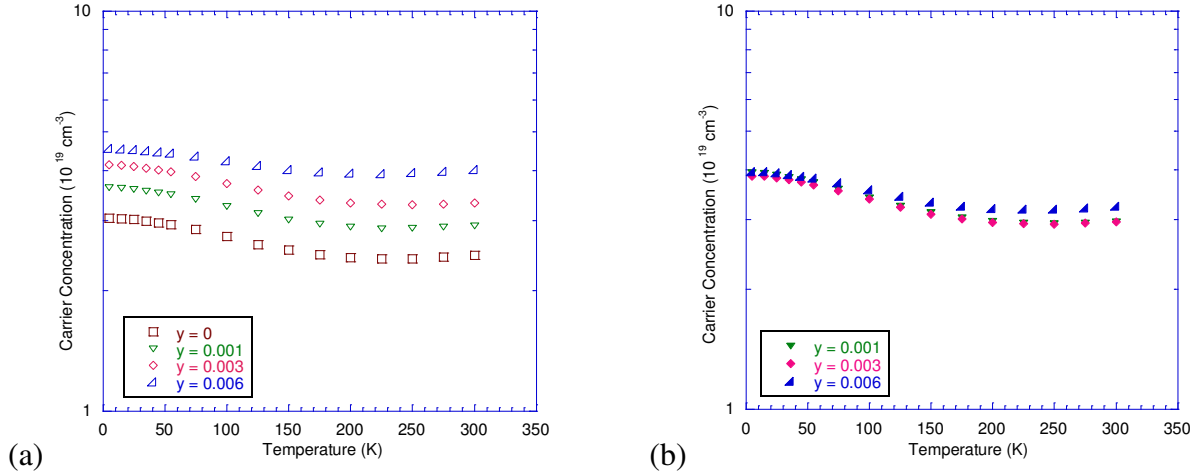 10
1
Carrier Concentration (10 19 cm-3)
0 50 100 150 200 250 300 350
Temperature (K)
y = 0
y = 0.001
y = 0.003
y = 0.006
(a)
10
1
Carrier Concentration (10 19 cm-3)
0 50 100 150 200 250 300 350
Temperature (K)
y = 0.001
y = 0.003
y = 0.006
(b)